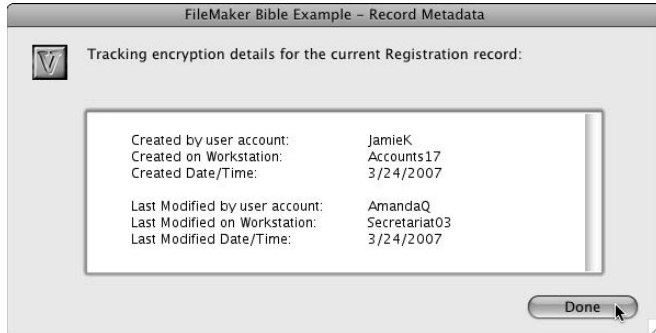 FileMaker Bible Example – Record Metadata
V
Tracking encryption details for the current Registration record:
Created by user account: JamieK
Created on Workstation: Accounts17
Created Date/Time: 3/24/2007
Last Modified by user account: AmandaQ
Last Modified on Workstation: Secretariat03
Last Modified Date/Time: 3/24/2007
Done